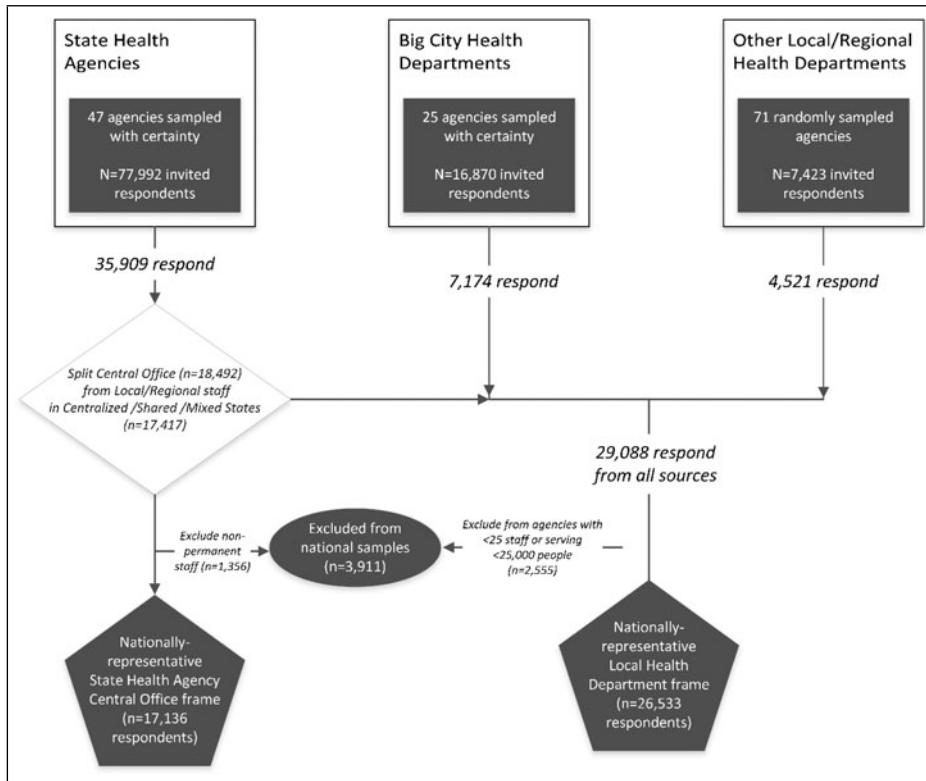 State Health
Agencies
47 agencies sampled
with certainty
N=77,992 invited
respondents
Big City Health
Departments
25 agencies sampled
with certainty
N=16,870 invited
respondents
Other Local/Regional
Health Departments
71 randomly sampled
agencies
N=7,423 invited
respondents
35,909 respond
7,174 respond
4,521 respond
Split Central Office (n=18,492)
from Local/Regional staff
in Centralized /Shared /Mixed States
(n=17,417)
29,088 respond
from all sources
Exclude non-
permanent
staff (n=1,356)
Excluded from
national samples
(n=3,911)
Exclude from agencies with
<25 staff or serving
<25,000 people
(n=2,555)
Nationally-
representative
State Health Agency
Central Office frame
(n=17,136
respondents)
Nationally-
representative
Local Health
Department frame
(n=26,533
respondents)